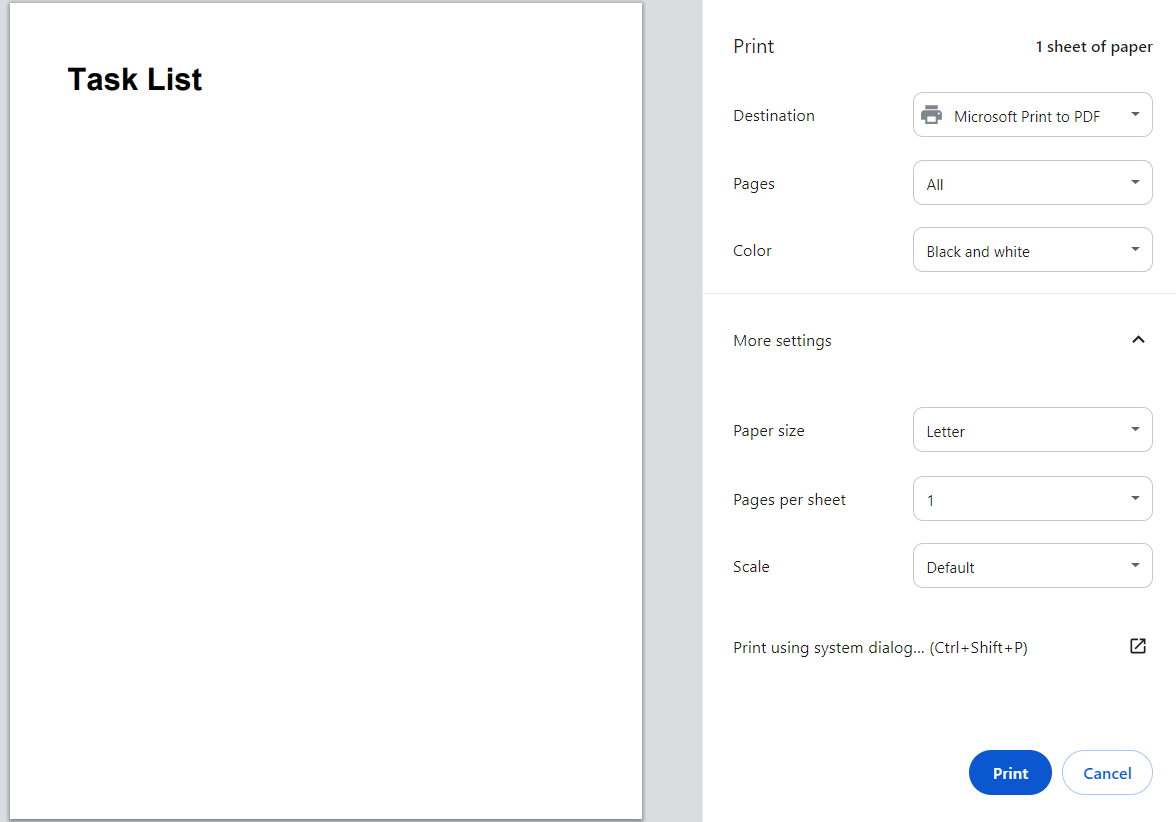 Task List
Print 1 sheet of paper
Destination Microsoft Print to PDF
Pages All
Color Black and white
More settings
Paper size Letter
Pages per sheet 1
Scale Default
Print using system dialog... (Ctrl+Shift+P)
Print Cancel